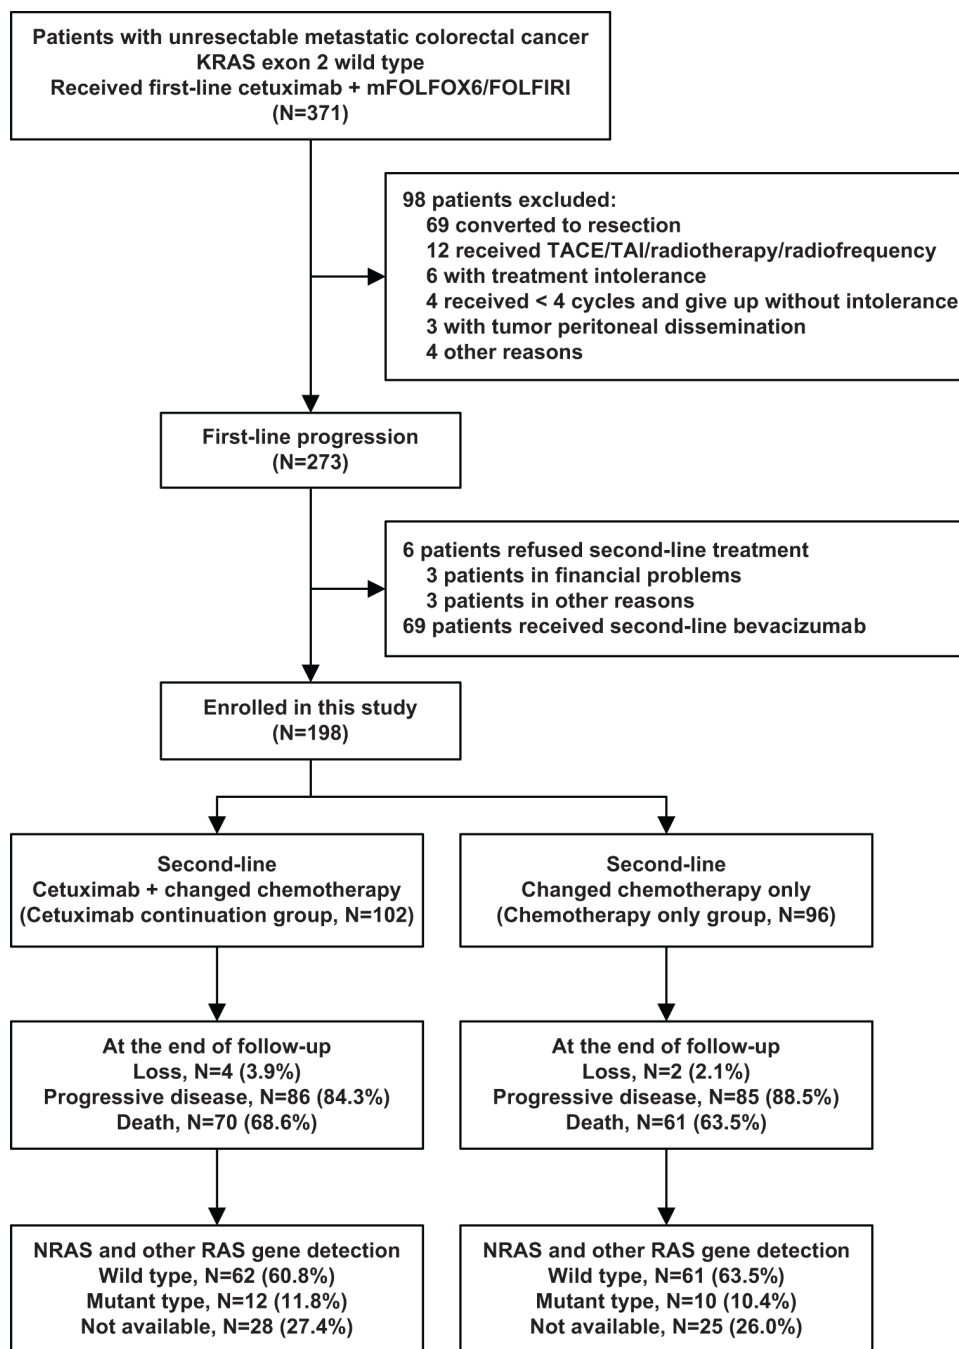 Patients with unresectable metastatic colorectal cancer
KRAS exon 2 wild type
Received first-line cetuximab + mFOLFOX6/FOLFIRI
(N=371)
98 patients excluded:
69 converted to resection
12 received TACE/TAI/radiotherapy/radiofrequency
6 with treatment intolerance
4 received < 4 cycles and give up without intolerance
3 with tumor peritoneal dissemination
4 other reasons
First-line progression
(N=273)
6 patients refused second-line treatment
3 patients in financial problems
3 patients in other reasons
69 patients received second-line bevacizumab
Enrolled in this study
(N=198)
Second-line
Cetuximab + changed chemotherapy
(Cetuximab continuation group, N=102)
Second-line
Changed chemotherapy only
(Chemotherapy only group, N=96)
At the end of follow-up
Loss, N=4 (3.9%)
Progressive disease, N=86 (84.3%)
Death, N=70 (68.6%)
At the end of follow-up
Loss, N=2 (2.1%)
Progressive disease, N=85 (88.5%)
Death, N=61 (63.5%)
NRAS and other RAS gene detection
Wild type, N=62 (60.8%)
Mutant type, N=12 (11.8%)
Not available, N=28 (27.4%)
NRAS and other RAS gene detection
Wild type, N=61 (63.5%)
Mutant type, N=10 (10.4%)
Not available, N=25 (26.0%)